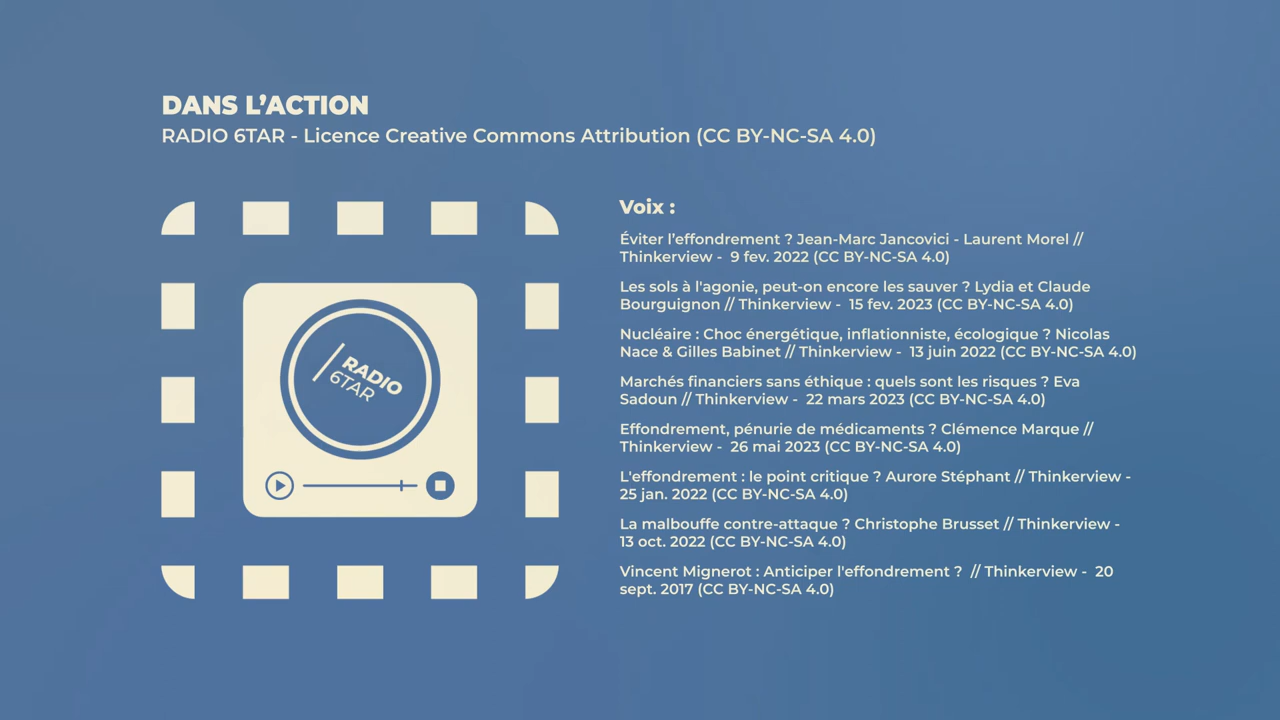 DANS L’ACTION
RADIO 6TAR - Licence Creative Commons Attribution (CC BY-NC-SA 4.0)
RADIO
6TAR
Voix :
Éviter l’effondrement ? Jean-Marc Jancovici - Laurent Morel //
Thinkerview - 9 fev. 2022 (CC BY-NC-SA 4.0)
Les sols à l'agonie, peut-on encore les sauver ? Lydia et Claude
Bourguignon // Thinkerview - 15 fev. 2023 (CC BY-NC-SA 4.0)
Nucléaire : Choc énergétique, inflationniste, écologique ? Nicolas
Nace & Gilles Babinet // Thinkerview - 13 juin 2022 (CC BY-NC-SA 4.0)
Marchés financiers sans éthique : quels sont les risques ? Eva
Sadoun // Thinkerview - 22 mars 2023 (CC BY-NC-SA 4.0)
Effondrement, pénurie de médicaments ? Clémence Marque //
Thinkerview - 26 mai 2023 (CC BY-NC-SA 4.0)
L'effondrement : le point critique ? Aurore Stéphant // Thinkerview -
25 jan. 2022 (CC BY-NC-SA 4.0)
La malbouffe contre-attaque ? Christophe Brusset // Thinkerview -
13 oct. 2022 (CC BY-NC-SA 4.0)
Vincent Mignerot : Anticiper l'effondrement ? // Thinkerview - 20
sept. 2017 (CC BY-NC-SA 4.0)